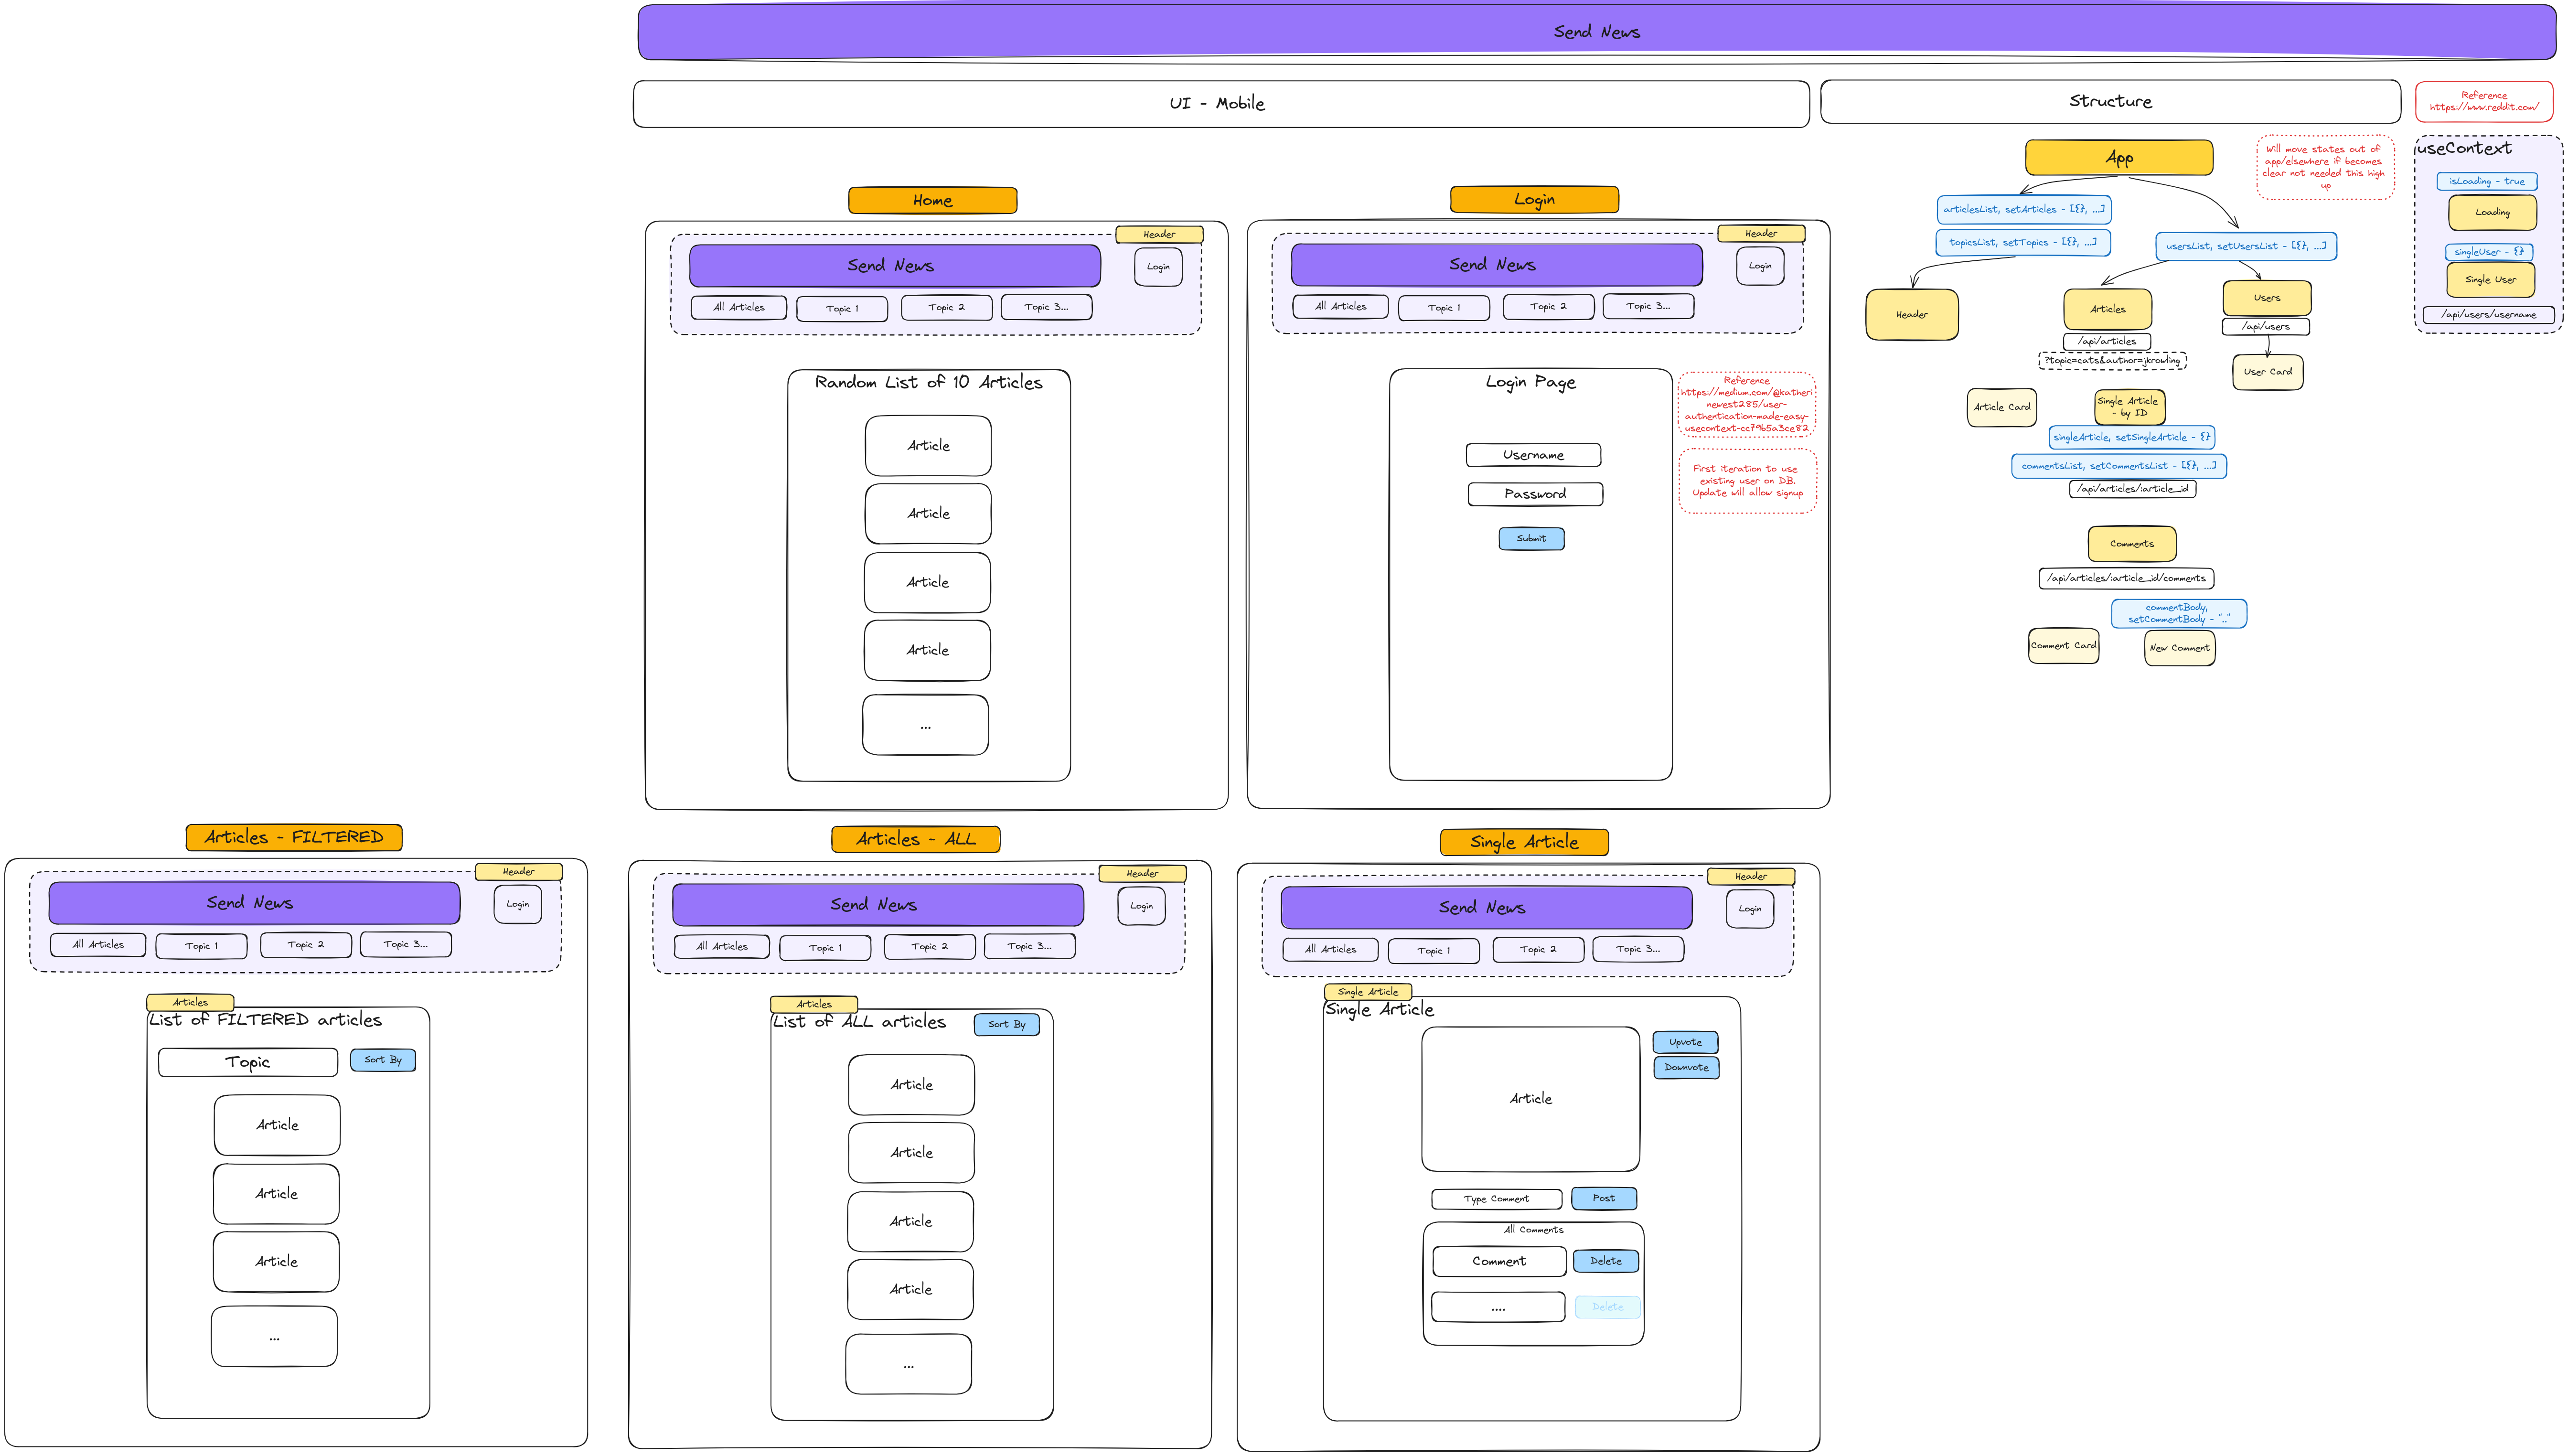 Send News
UI - Mobile
Structure
Reference
https://www.reddit.com/
Home
Header
Send News
Login
All Articles
Topic 1
Topic 2
Topic 3...
Random List of 10 Articles
Article
Article
Article
Article
...
Login
Header
Send News
Login
All Articles
Topic 1
Topic 2
Topic 3...
Login Page
Username
Password
Submit
Reference
https://medium.com/@katheri
newest285/user-
authentication-made-easy-
usecontext-cc79b5a3ce82
First iteration to use
existing user on DB.
Update will allow signup
App
Will move states out of
app/elsewhere if becomes
clear not needed this high
up
articlesList, setArticles - [{}, ...]
topicsList, setTopics - [{}, ...]
usersList, setUsersList - [{}, ...]
Header
Articles
/api/articles
?topic=cats&author=jkrowling
Users
/api/users
User Card
Article Card
Single Article
- by ID
singleArticle, setSingleArticle - {}
commentsList, setCommentsList - [{}, ...]
/api/articles/:article_id
Comments
/api/articles/:article_id/comments
commentBody,
setCommentBody - ".."
Comment Card
New Comment
useContext
isLoading - true
Loading
singleUser - {}
Single User
/api/users/username
Articles - FILTERED
Header
Send News
Login
All Articles
Topic 1
Topic 2
Topic 3...
Articles
List of FILTERED articles
Topic
Sort By
Article
Article
Article
...
Articles - ALL
Header
Send News
Login
All Articles
Topic 1
Topic 2
Topic 3...
Articles
List of ALL articles
Sort By
Article
Article
Article
Article
...
Single Article
Header
Send News
Login
All Articles
Topic 1
Topic 2
Topic 3...
Single Article
Single Article
Article
Upvote
Downvote
Type Comment
Post
All Comments
Comment
Delete
....
Delete